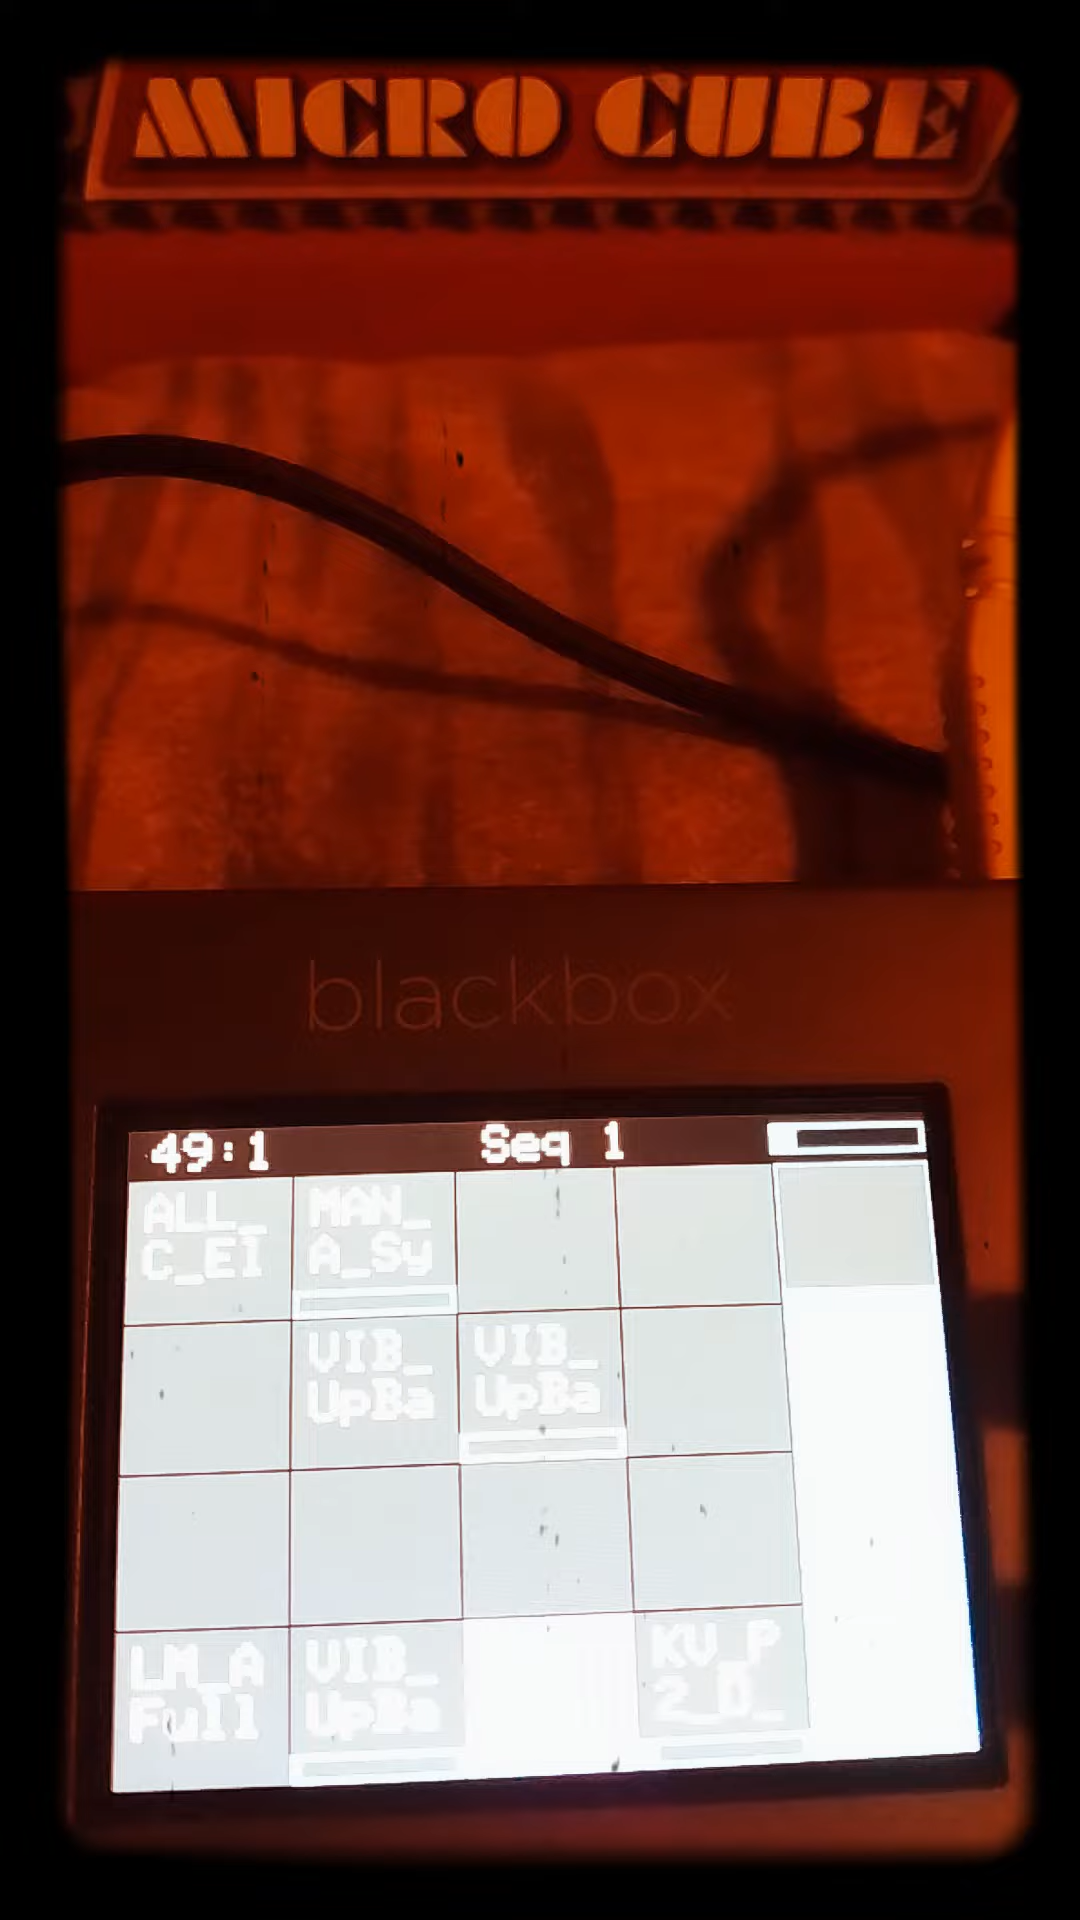 MICRO CUBE
blackbox
49:1 Seq 1
ALL_ MAN_
C_El A_Sy
VIB_ VIB_
UpBa UpBa
LM_A VIB_ KV_P
Full UpBa 2_D_